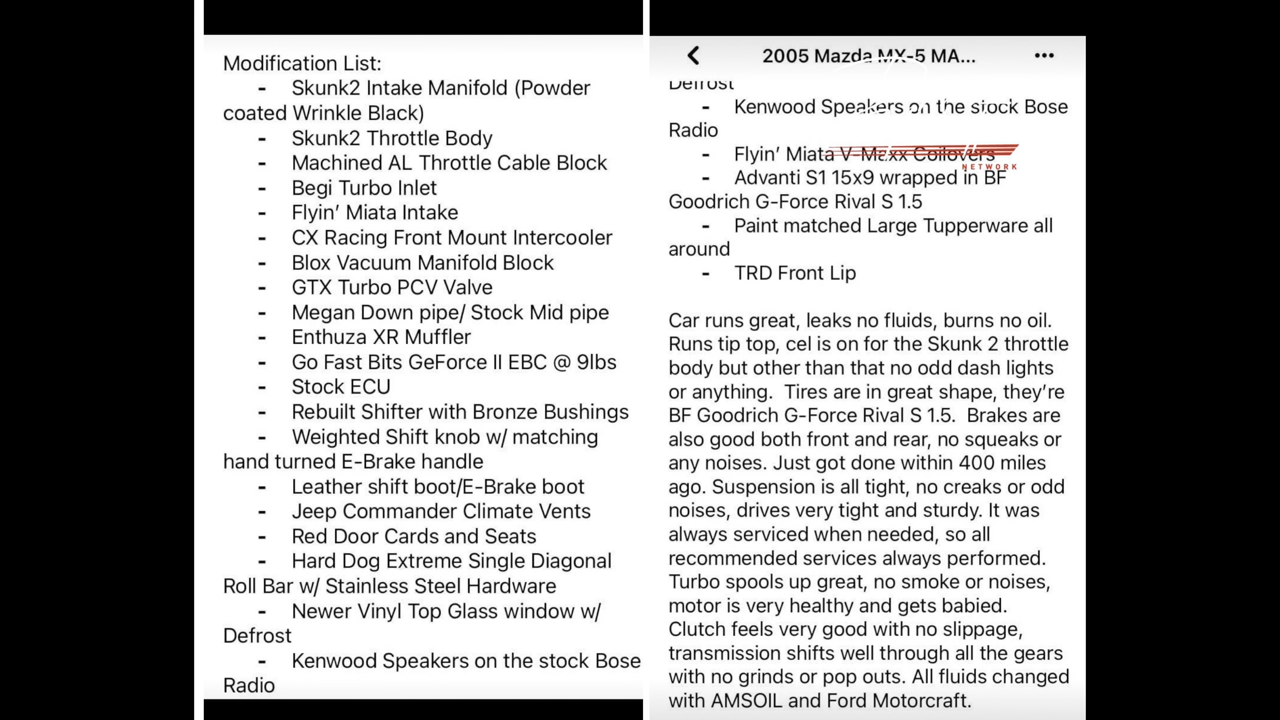 Modification List:
- Skunk2 Intake Manifold (Powder
coated Wrinkle Black)
- Skunk2 Throttle Body
- Machined AL Throttle Cable Block
- Begi Turbo Inlet
- Flyin’ Miata Intake
- CX Racing Front Mount Intercooler
- Blox Vacuum Manifold Block
- GTX Turbo PCV Valve
- Megan Down pipe/ Stock Mid pipe
- Enthuza XR Muffler
- Go Fast Bits GeForce II EBC @ 9lbs
- Stock ECU
- Rebuilt Shifter with Bronze Bushings
- Weighted Shift knob w/ matching
hand turned E-Brake handle
- Leather shift boot/E-Brake boot
- Jeep Commander Climate Vents
- Red Door Cards and Seats
- Hard Dog Extreme Single Diagonal
Roll Bar w/ Stainless Steel Hardware
- Newer Vinyl Top Glass window w/
Defrost
- Kenwood Speakers on the stock Bose
Radio
2005 Mazda MX-5 MA...
Defrost
- Kenwood Speakers on the stock Bose
Radio
- Flyin’ Miata V-Maxx Coilovers
NETWORK
- Advanti S1 15x9 wrapped in BF
Goodrich G-Force Rival S 1.5
- Paint matched Large Tupperware all
around
- TRD Front Lip
Car runs great, leaks no fluids, burns no oil.
Runs tip top, cel is on for the Skunk 2 throttle
body but other than that no odd dash lights
or anything.  Tires are in great shape, they’re
BF Goodrich G-Force Rival S 1.5.  Brakes are
also good both front and rear, no squeaks or
any noises. Just got done within 400 miles
ago. Suspension is all tight, no creaks or odd
noises, drives very tight and sturdy. It was
always serviced when needed, so all
recommended services always performed.
Turbo spools up great, no smoke or noises,
motor is very healthy and gets babied.
Clutch feels very good with no slippage,
transmission shifts well through all the gears
with no grinds or pop outs. All fluids changed
with AMSOIL and Ford Motorcraft.